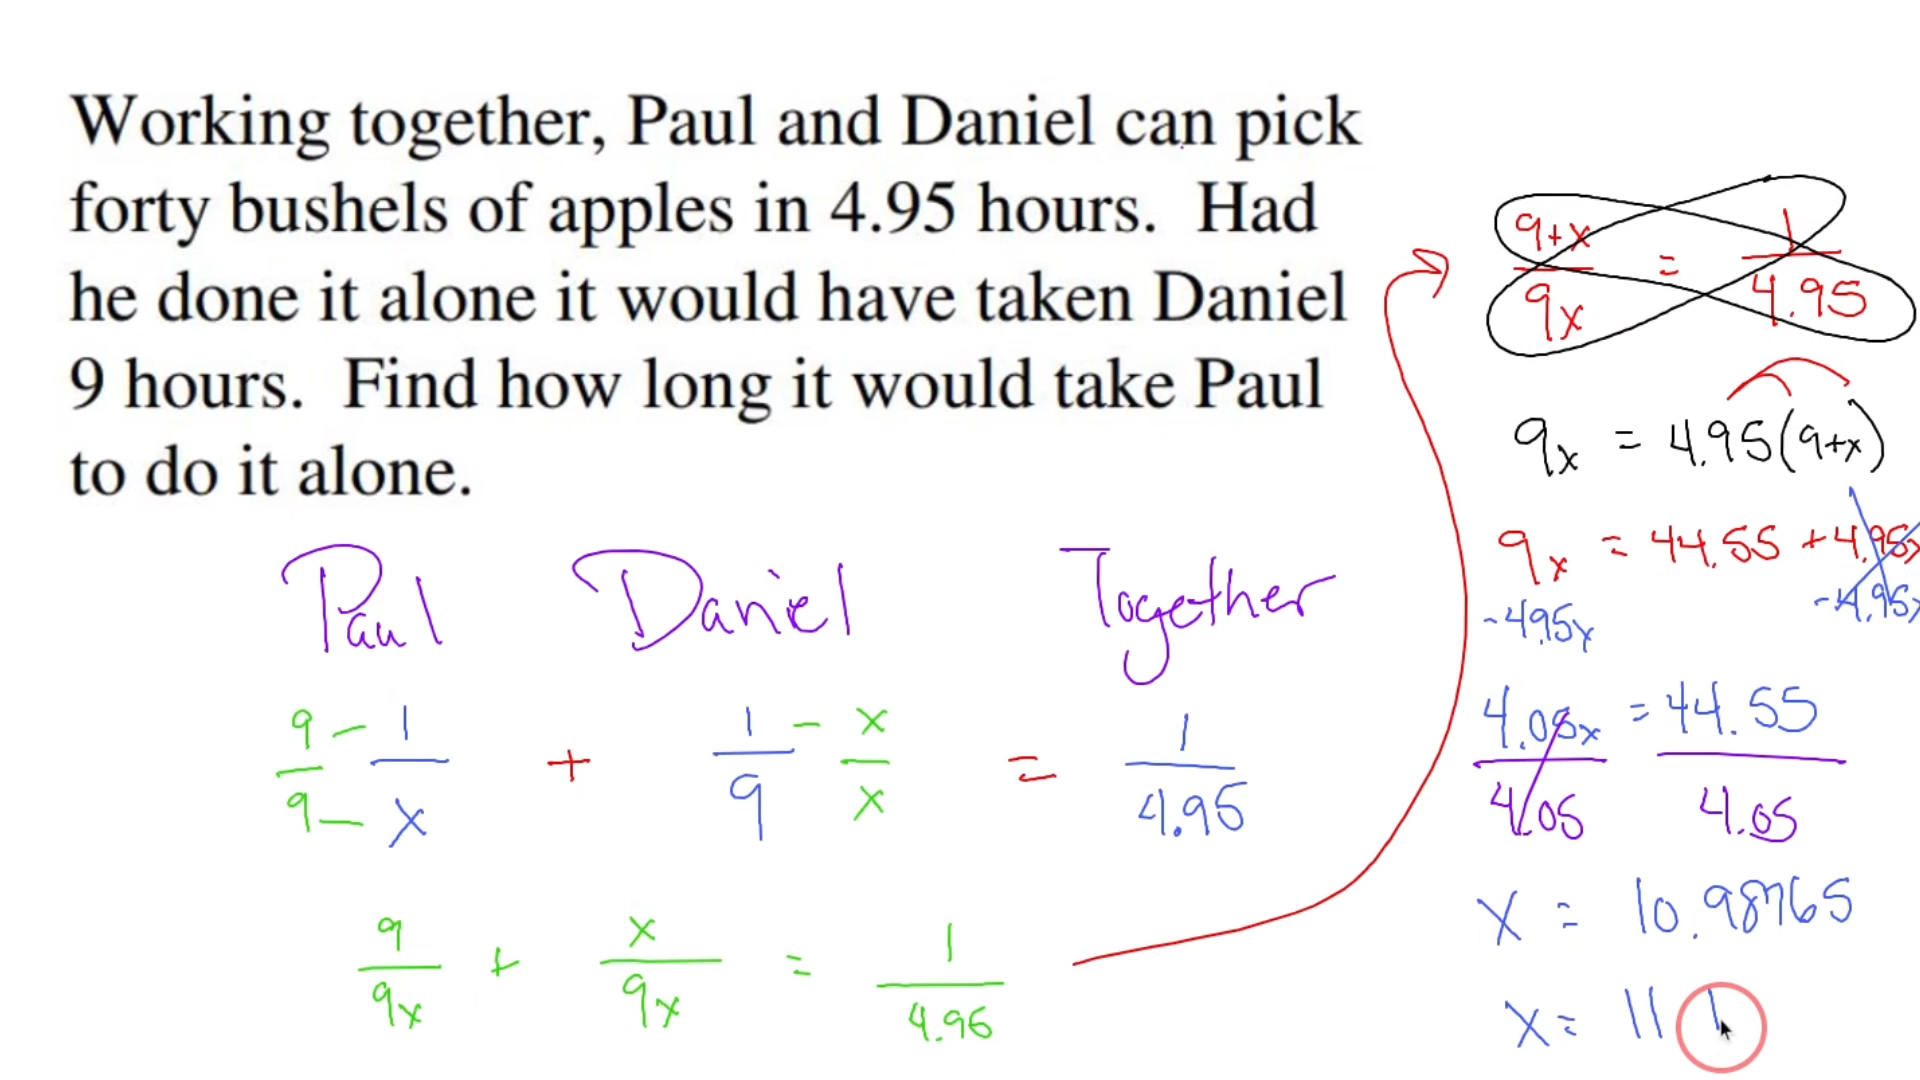 Working together, Paul and Daniel can pick
forty bushels of apples in 4.95 hours. Had
he done it alone it would have taken Daniel
9 hours. Find how long it would take Paul
to do it alone.
Paul Daniel Together
9/9 - 1/x + 1/9 - x/x = 1/4.95
9/9x + x/9x = 1/4.95
9+x/9x = 1/4.95
9x = 4.95(9+x)
9x = 44.55 + 4.95x
-4.95x -4.95x
4.05x = 44.55
4.05 4.05
x = 10.98765
x = 11